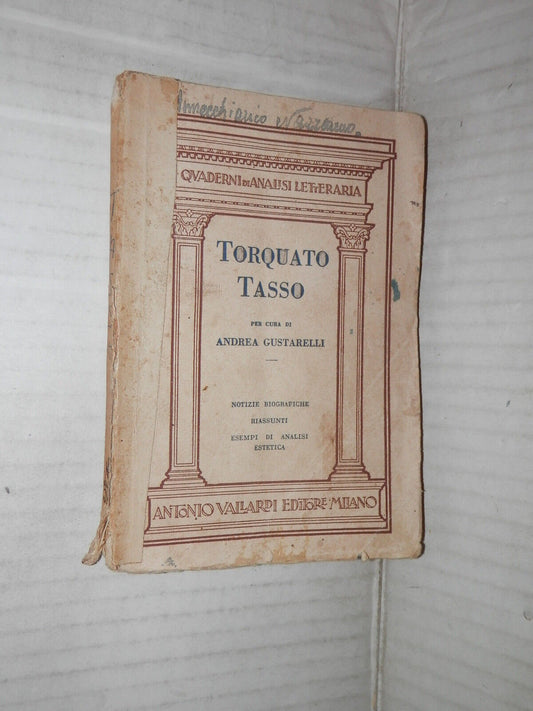 QVADERNI DI ANALISI LETTERARIA
TORQUATO
TASSO
PER CURA DI
ANDREA GUSTARELLI
NOTIZIE BIOGRAFICHE
RIASSUNTI
ESEMPI DI ANALISI
ESTETICA
ANTONIO VALLARDI EDITORE · MILANO